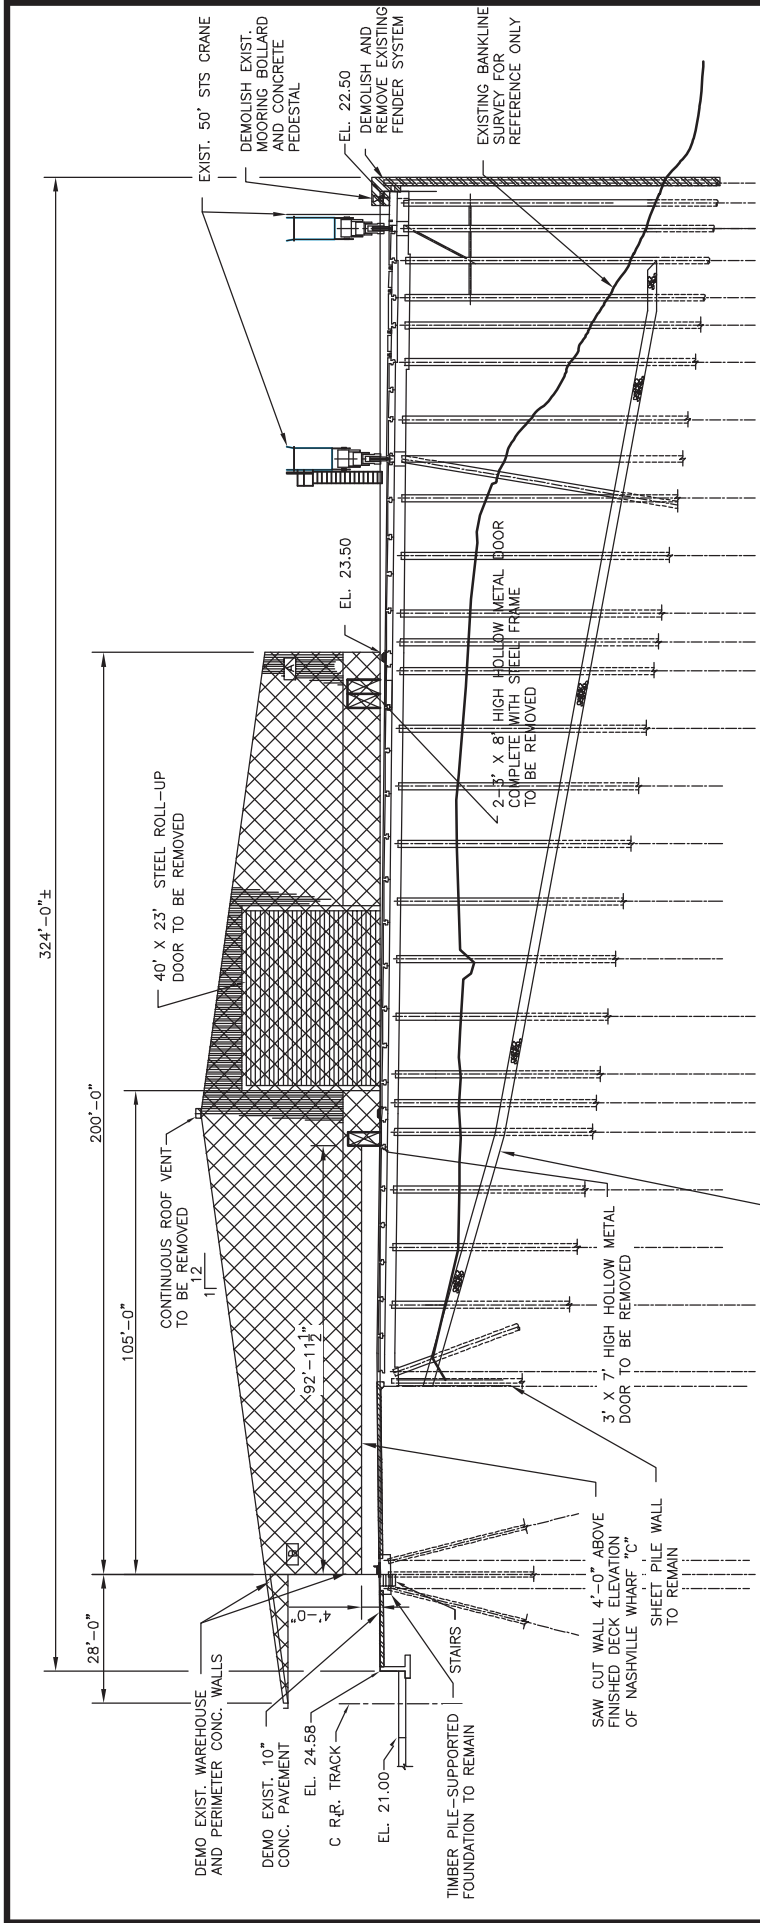 324'-0"±
200'-0"
28'-0"
105'-0"
92'-11½"
4'-0"
DEMO EXIST. WAREHOUSE
AND PERIMETER CONC. WALLS
DEMO EXIST. 10"
CONC. PAVEMENT
EL. 24.58
C R.R. TRACK
EL. 21.00
TIMBER PILE-SUPPORTED
FOUNDATION TO REMAIN
STAIRS
SAW CUT WALL 4'-0" ABOVE
FINISHED DECK ELEVATION
OF NASHVILLE WHARF "C"
SHEET PILE WALL
TO REMAIN
3' X 7' HIGH HOLLOW METAL
DOOR TO BE REMOVED
CONTINUOUS ROOF VENT
TO BE REMOVED
12
1
B
40' X 23' STEEL ROLL-UP
DOOR TO BE REMOVED
A
2-3' X 8' HIGH HOLLOW METAL DOOR
COMPLETE WITH STEEL FRAME
TO BE REMOVED
EL. 23.50
EXIST. 50' STS CRANE
DEMOLISH EXIST.
MOORING BOLLARD
AND CONCRETE
PEDESTAL
EL. 22.50
DEMOLISH AND
REMOVE EXISTING
FENDER SYSTEM
EXISTING BANKLINE
SURVEY FOR
REFERENCE ONLY